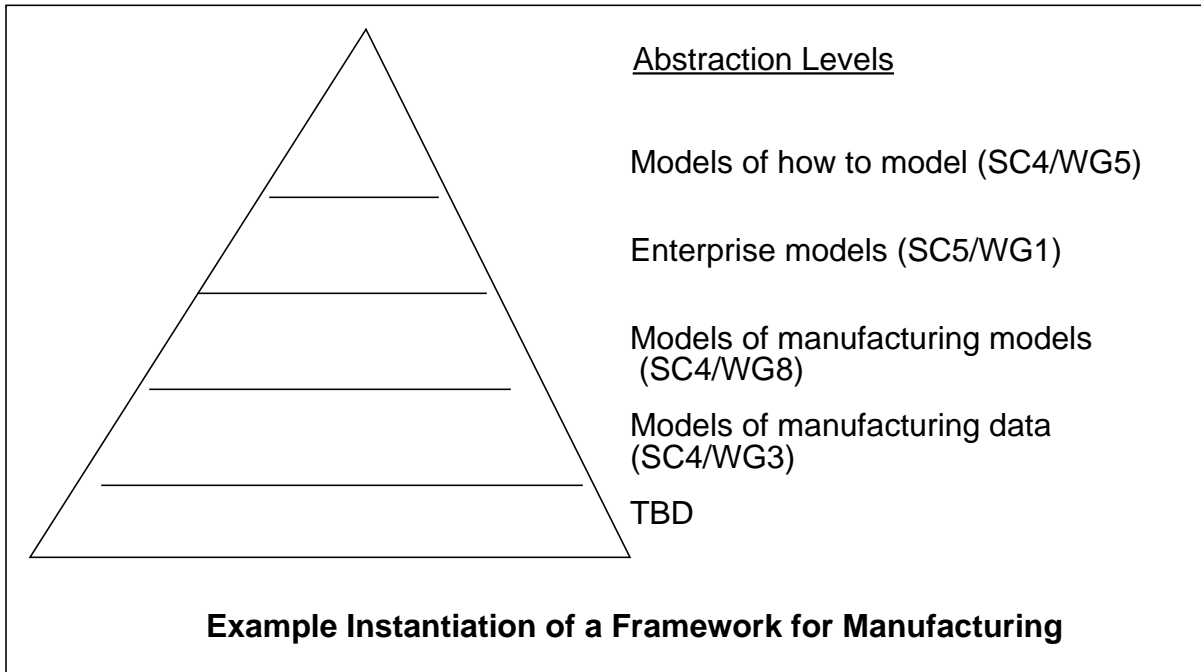 Abstraction Levels
Models of how to model (SC4/WG5)
Enterprise models (SC5/WG1)
Models of manufacturing models
(SC4/WG8)
Models of manufacturing data
(SC4/WG3)
TBD
Example Instantiation of a Framework for Manufacturing